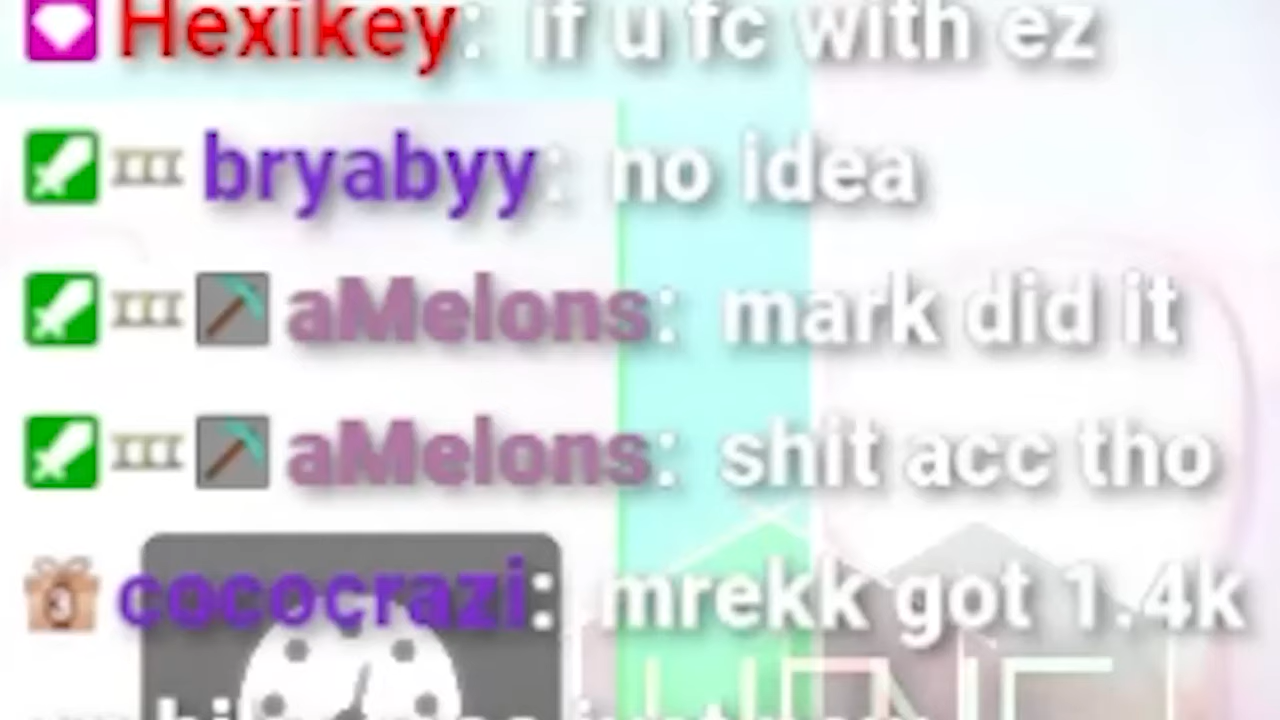 Hexikey: if u fc with ez
bryabyy: no idea
aMelons: mark did it
aMelons: shit acc tho
3
cococrazi: mrekk got 1.4k